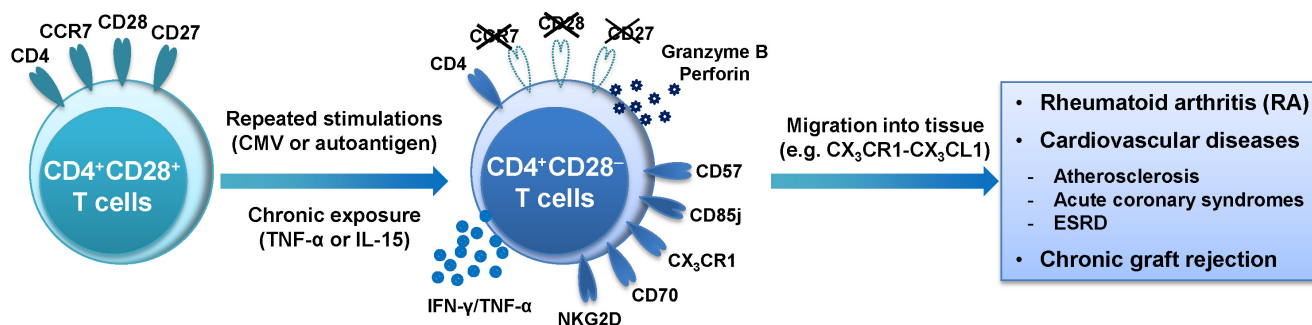 CD4
CCR7
CD28
CD27
CD4⁺CD28⁺
T cells
Repeated stimulations
(CMV or autoantigen)
Chronic exposure
(TNF-α or IL-15)
CD4
CCR7
CD28
CD27
Granzyme B
Perforin
CD4⁺CD28⁻
T cells
CD57
CD85j
CX₃CR1
CD70
NKG2D
IFN-γ/TNF-α
Migration into tissue
(e.g. CX₃CR1-CX₃CL1)
• Rheumatoid arthritis (RA)
• Cardiovascular diseases
- Atherosclerosis
- Acute coronary syndromes
- ESRD
• Chronic graft rejection